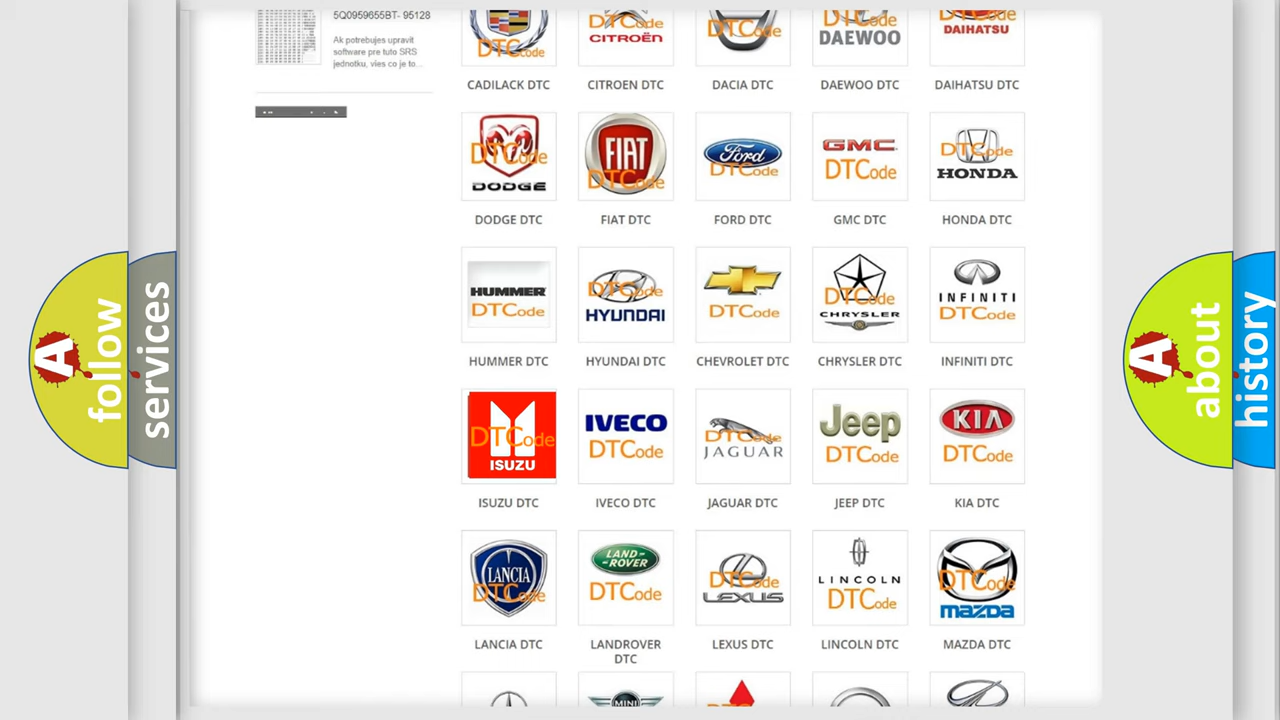 5Q0959655BT- 95128
Ak potrebujes upravit
software pre tuto SRS
jednotku, vies co je to...
DTCode
DTCode
CITROËN
DTCode
DTCode
DAEWOO
DTCode
DAIHATSU
CADILACK DTC
CITROEN DTC
DACIA DTC
DAEWOO DTC
DAIHATSU DTC
DTCode
DODGE
FIAT
DTCode
Ford
DTCode
GMC
DTCode
DTCode
HONDA
DODGE DTC
FIAT DTC
FORD DTC
GMC DTC
HONDA DTC
HUMMER
DTCode
DTCode
HYUNDAI
DTCode
DTCode
CHRYSLER
INFINITI
DTCode
HUMMER DTC
HYUNDAI DTC
CHEVROLET DTC
CHRYSLER DTC
INFINITI DTC
DTCode
ISUZU
IVECO
DTCode
DTCode
JAGUAR
Jeep
DTCode
KIA
DTCode
ISUZU DTC
IVECO DTC
JAGUAR DTC
JEEP DTC
KIA DTC
LANCIA
DTCode
LAND-
ROVER
DTCode
DTCode
LEXUS
LINCOLN
DTCode
DTCode
mazda
LANCIA DTC
LANDROVER
DTC
LEXUS DTC
LINCOLN DTC
MAZDA DTC
MINI
A
follow
services
A
about
history